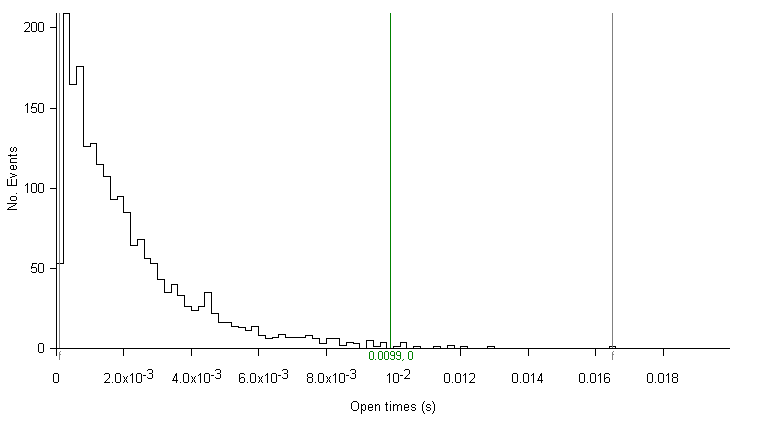 200
150
No. Events
100
50
0
f 0.0099, 0 f
0 2.0x10-3 4.0x10-3 6.0x10-3 8.0x10-3 10-2 0.012 0.014 0.016 0.018
Open times (s)